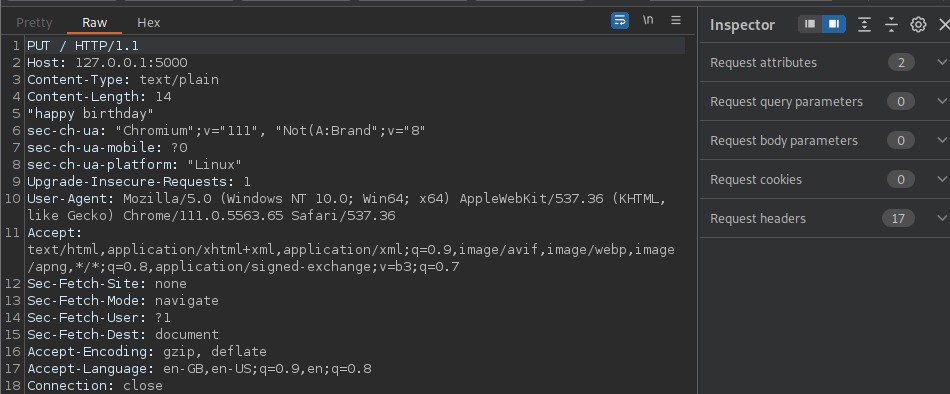 Pretty Raw Hex \n
1 PUT / HTTP/1.1
2 Host: 127.0.0.1:5000
3 Content-Type: text/plain
4 Content-Length: 14
5 "happy birthday"
6 sec-ch-ua: "Chromium";v="111", "Not(A:Brand";v="8"
7 sec-ch-ua-mobile: ?0
8 sec-ch-ua-platform: "Linux"
9 Upgrade-Insecure-Requests: 1
10 User-Agent: Mozilla/5.0 (Windows NT 10.0; Win64; x64) AppleWebKit/537.36 (KHTML,
like Gecko) Chrome/111.0.5563.65 Safari/537.36
11 Accept:
text/html,application/xhtml+xml,application/xml;q=0.9,image/avif,image/webp,image
/apng,*/*;q=0.8,application/signed-exchange;v=b3;q=0.7
12 Sec-Fetch-Site: none
13 Sec-Fetch-Mode: navigate
14 Sec-Fetch-User: ?1
15 Sec-Fetch-Dest: document
16 Accept-Encoding: gzip, deflate
17 Accept-Language: en-GB,en-US;q=0.9,en;q=0.8
18 Connection: close
Inspector
Request attributes 2
Request query parameters 0
Request body parameters 0
Request cookies 0
Request headers 17